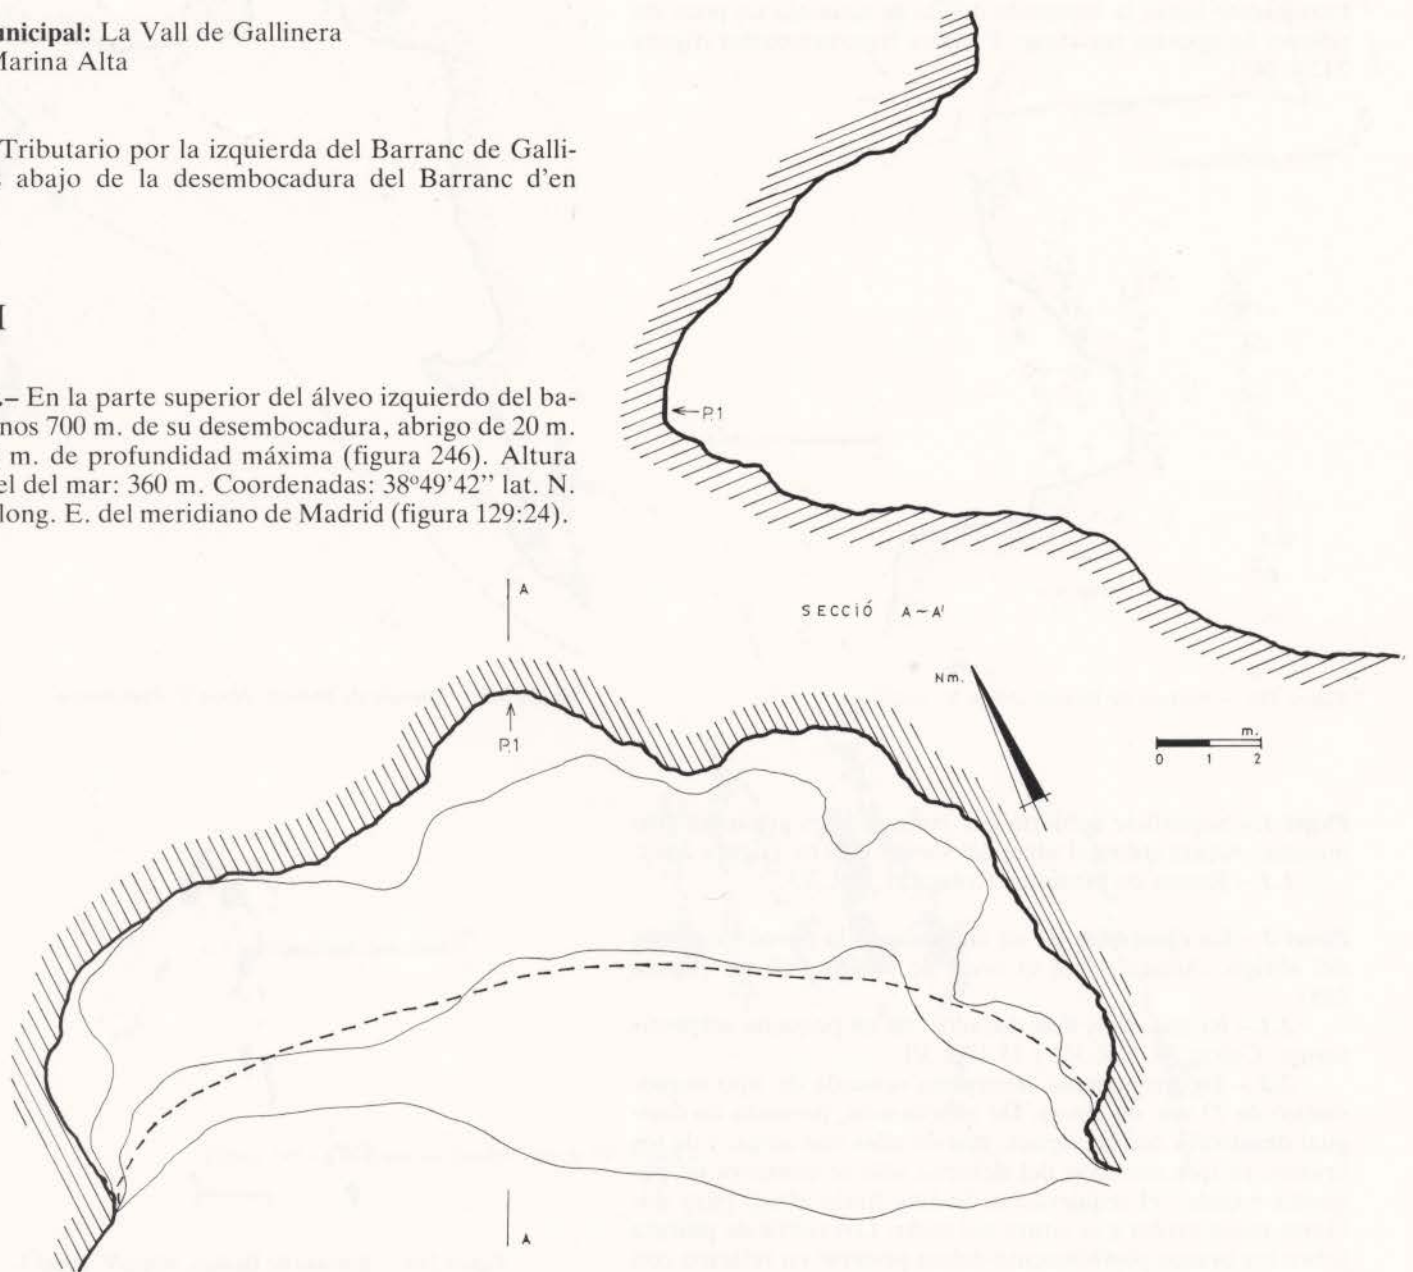 unicipal: La Vall de Gallinera
Marina Alta
Tributario por la izquierda del Barranc de Galli-
abajo de la desembocadura del Barranc d'en
I
.– En la parte superior del álveo izquierdo del ba-
nos 700 m. de su desembocadura, abrigo de 20 m.
m. de profundidad máxima (figura 246). Altura
el del mar: 360 m. Coordenadas: 38º49'42” lat. N.
long. E. del meridiano de Madrid (figura 129:24).
P.1
SECCIÓ A-A'
A
P.1
N m.
m.
0 1 2
A